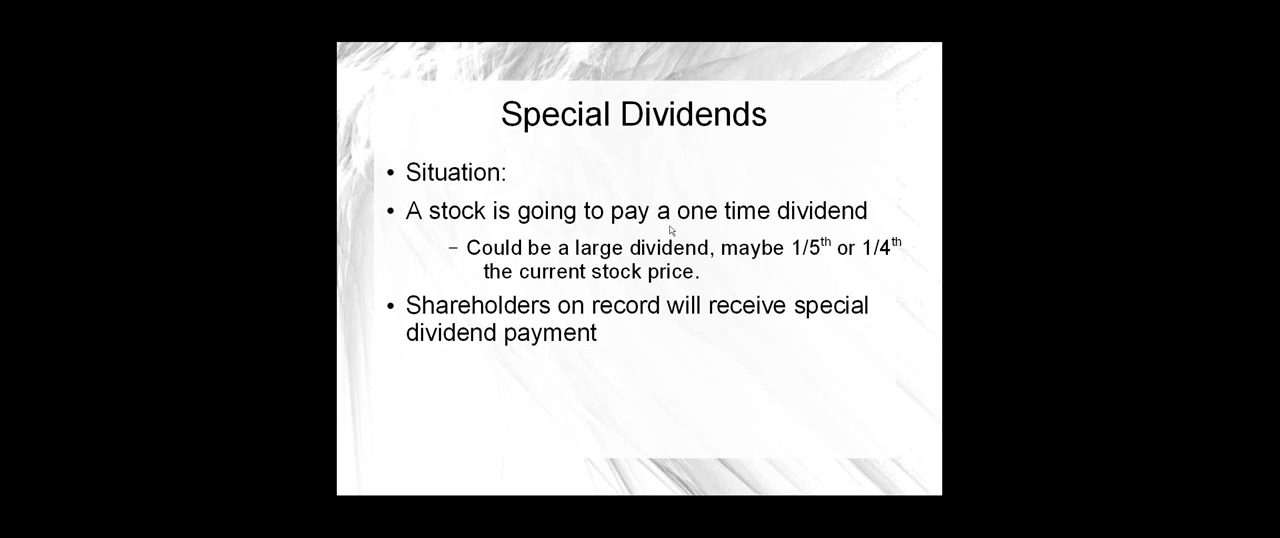 Special Dividends
• Situation:
• A stock is going to pay a one time dividend
– Could be a large dividend, maybe 1/5th or 1/4th
the current stock price.
• Shareholders on record will receive special
dividend payment